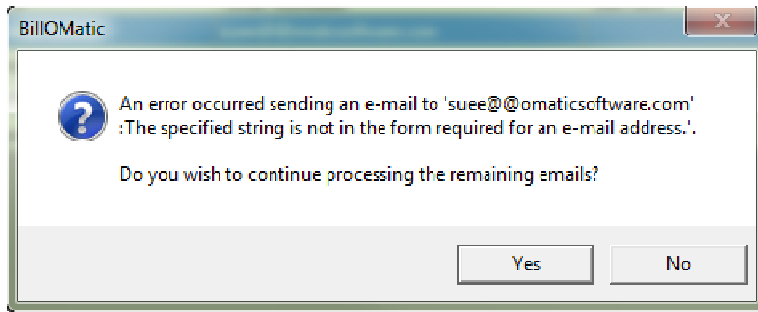 BillOMatic
An error occurred sending an e-mail to 'suee@@omaticsoftware.com'
:The specified string is not in the form required for an e-mail address.'.
Do you wish to continue processing the remaining emails?
Yes
No